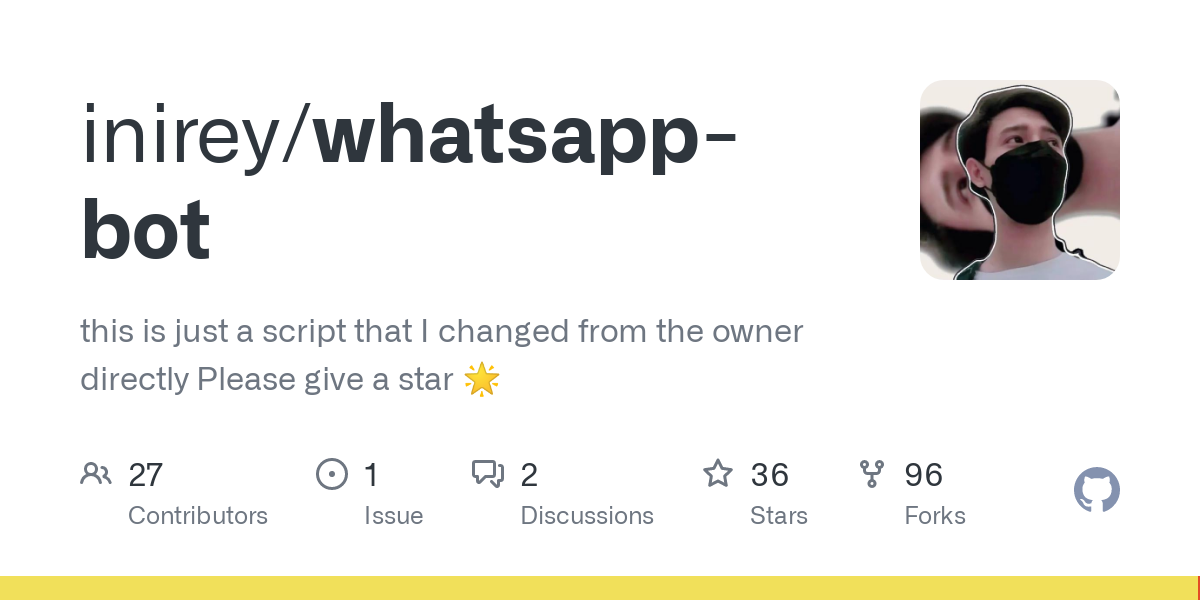 inirey/whatsapp-
bot
this is just a script that I changed from the owner
directly Please give a star 🌟
27 1 2 36 96
Contributors Issue Discussions Stars Forks